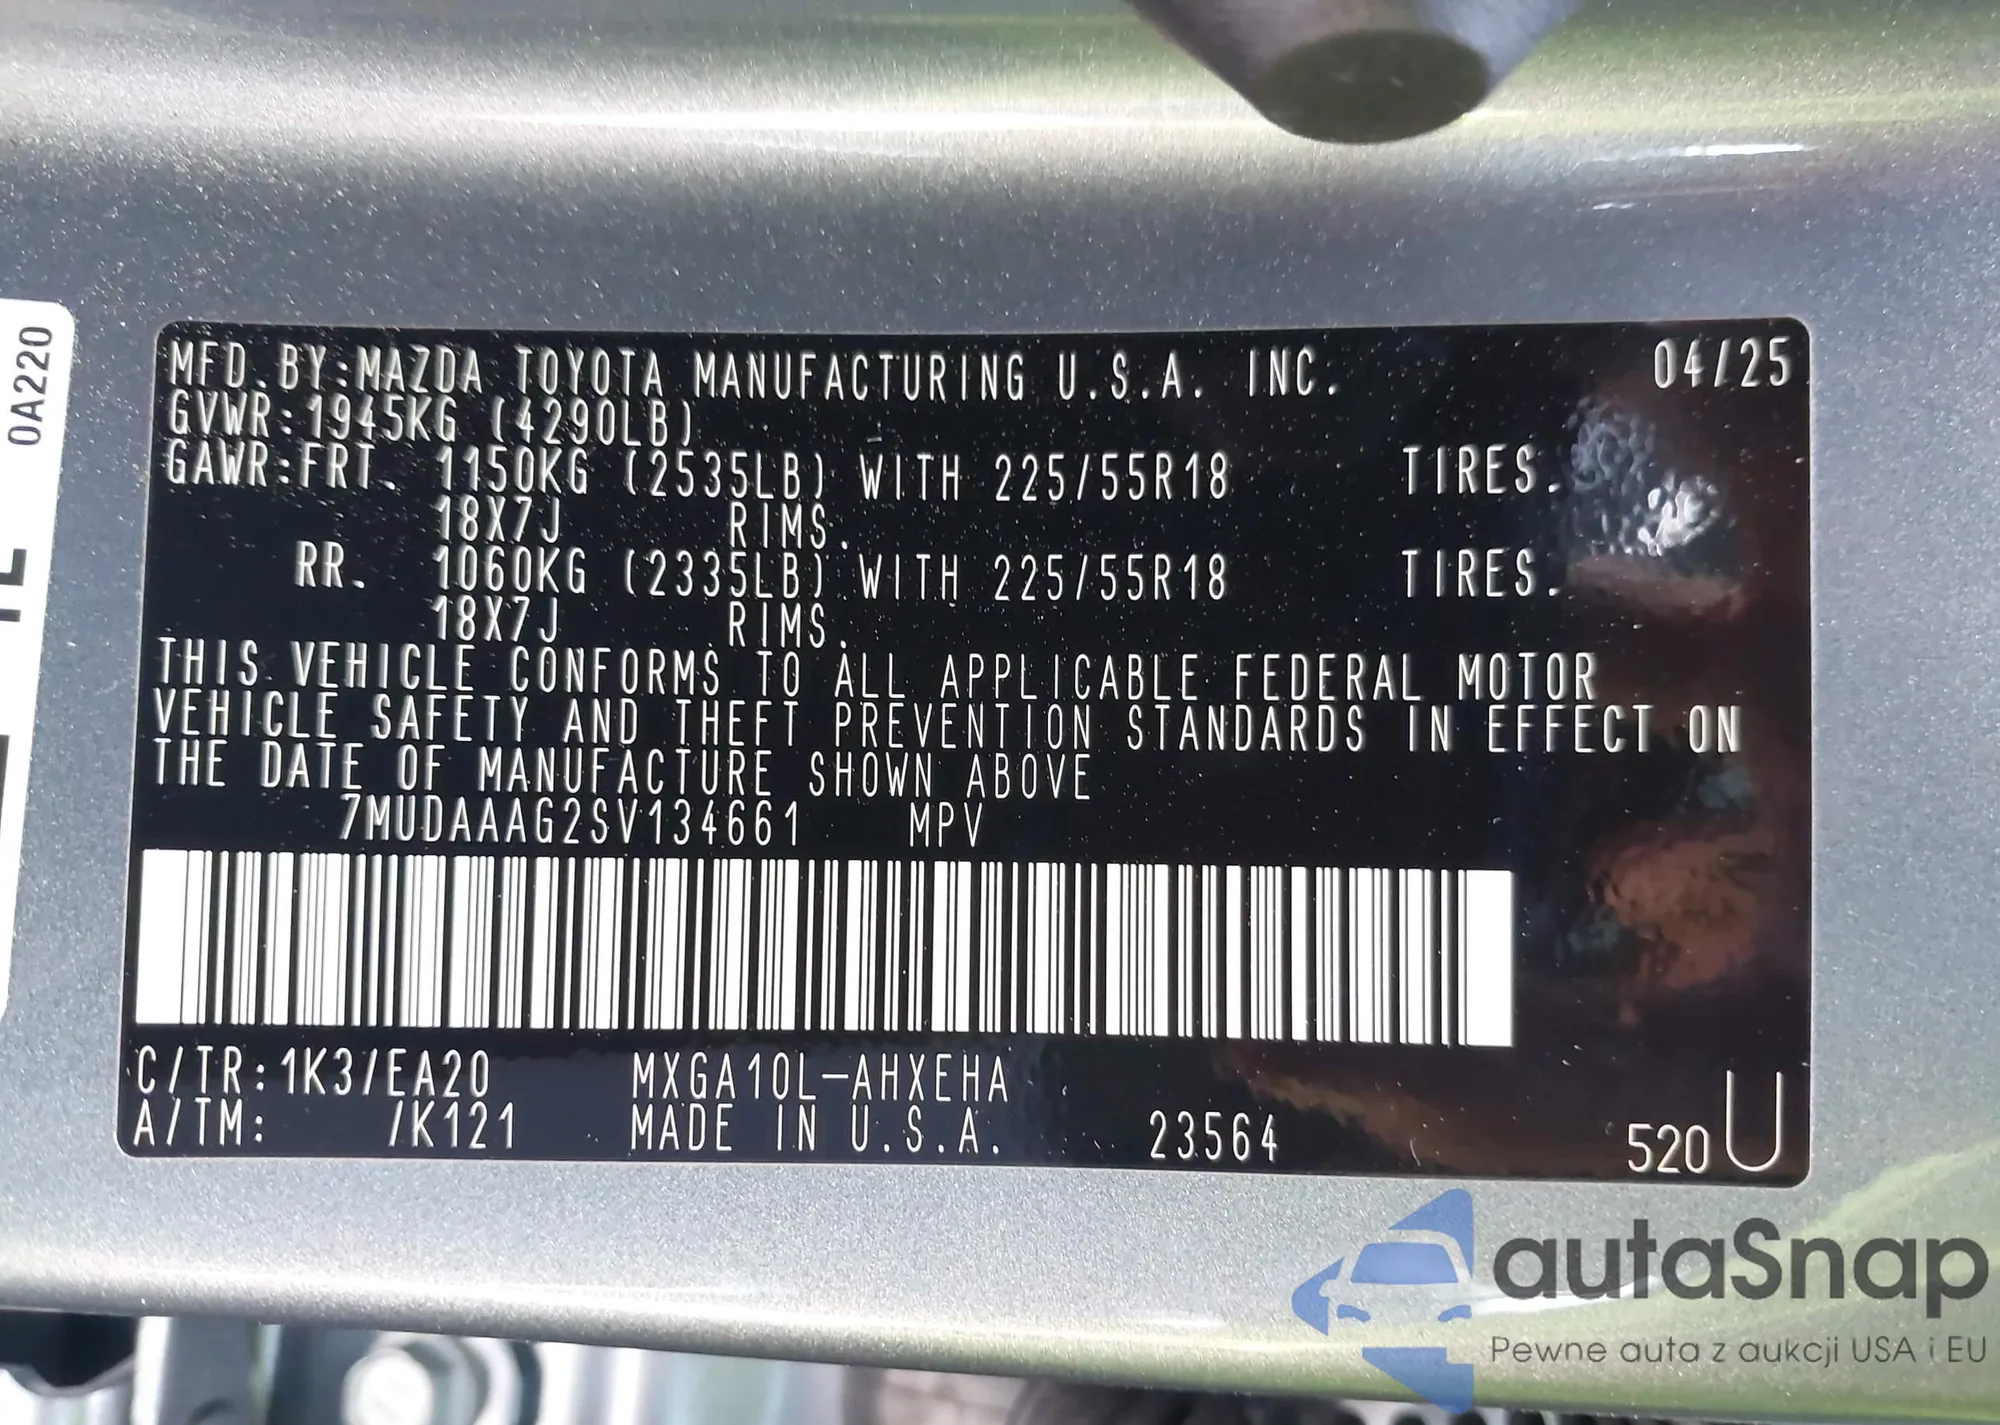 0A220
MFD.BY:MAZDA TOYOTA MANUFACTURING U.S.A. INC. 04/25
GVWR:1945KG (4290LB)
GAWR:FRT. 1150KG (2535LB) WITH 225/55R18 TIRES.
18X7J RIMS.
RR. 1060KG (2335LB) WITH 225/55R18 TIRES.
18X7J RIMS.
THIS VEHICLE CONFORMS TO ALL APPLICABLE FEDERAL MOTOR
VEHICLE SAFETY AND THEFT PREVENTION STANDARDS IN EFFECT ON
THE DATE OF MANUFACTURE SHOWN ABOVE
7MUDAAAG2SV134661 MPV
C/TR:1K3/EA20 MXGA10L-AHXEHA
A/TM: /K121 MADE IN U.S.A. 23564 520 U
autaSnap
Pewne auta z aukcji USA i EU